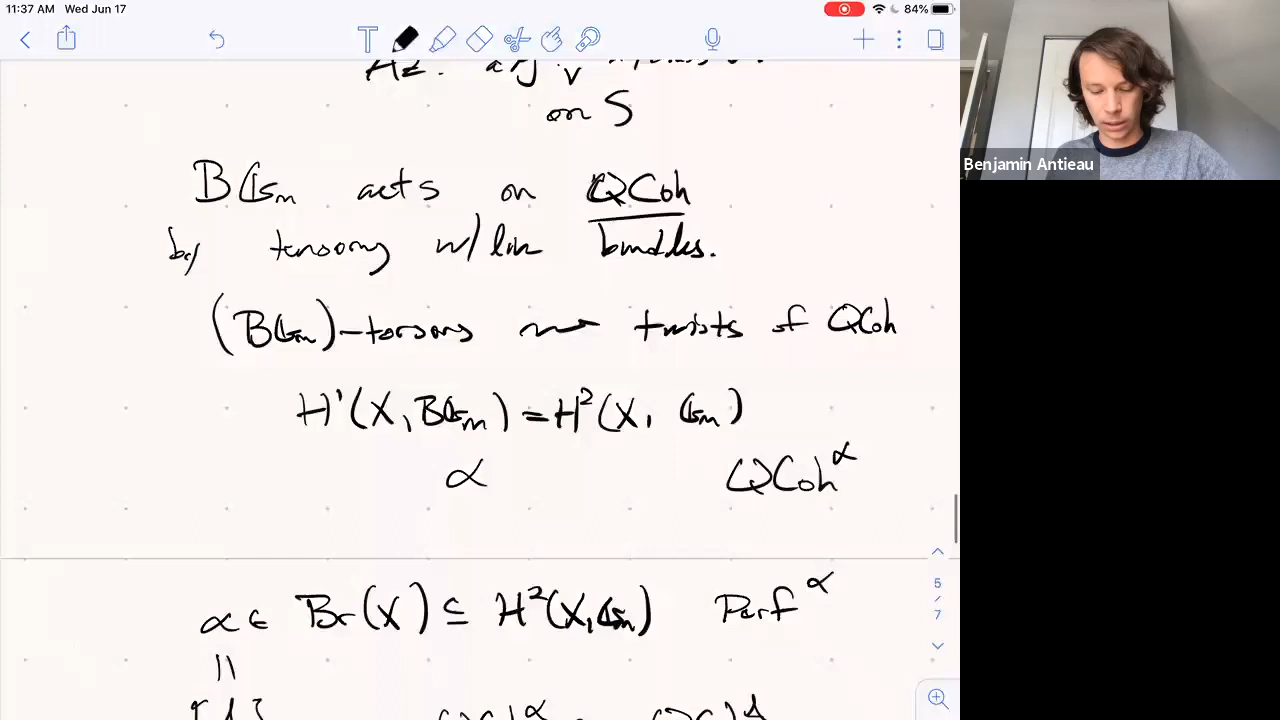 11:37 AM Wed Jun 17
84%
Benjamin Antieau
on S
B𝔾m acts on QCoh
by tensoring w/ line bundles.
(B𝔾m)-torsors ⇝ twists of QCoh
H¹(X, B𝔾m) = H²(X, 𝔾m)
α QCoh^α
5 / 7
α ∈ Br(X) ⊆ H²(X, 𝔾m) Perf^α